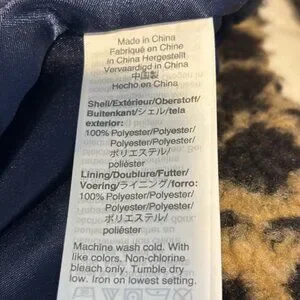 Made in China
Fabriqué en Chine
In China Hergestellt
Vervaardigd in China
中国製
Hecho en China
Shell/Extérieur/Oberstoff/
Buitenkant/シェル/tela
exterior:
100% Polyester/Polyester/
Polyester/Polyester/
ポリエステル/
poliéster
Lining/Doublure/Futter/
Voering/ライニング/forro:
100% Polyester/Polyester/
Polyester/Polyester/
ポリエステル/
poliéster
Machine wash cold. With
like colors. Non-chlorine
bleach only. Tumble dry
low. Iron on lowest setting.